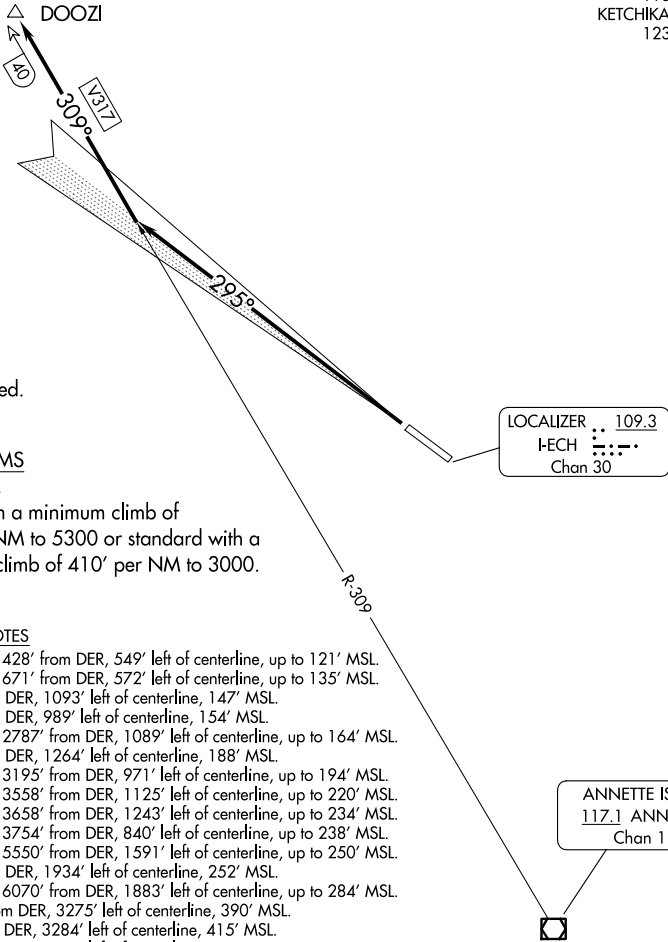 DOOZI
KETCHIKA
123
40
V317
309°
295°
ed.
LOCALIZER 109.3
I-ECH
Chan 30
MS
n a minimum climb of
NM to 5300 or standard with a
climb of 410' per NM to 3000.
R-309
OTES
428' from DER, 549' left of centerline, up to 121' MSL.
671' from DER, 572' left of centerline, up to 135' MSL.
DER, 1093' left of centerline, 147' MSL.
DER, 989' left of centerline, 154' MSL.
2787' from DER, 1089' left of centerline, up to 164' MSL.
DER, 1264' left of centerline, 188' MSL.
3195' from DER, 971' left of centerline, up to 194' MSL.
3558' from DER, 1125' left of centerline, up to 220' MSL.
3658' from DER, 1243' left of centerline, up to 234' MSL.
3754' from DER, 840' left of centerline, up to 238' MSL.
5550' from DER, 1591' left of centerline, up to 250' MSL.
DER, 1934' left of centerline, 252' MSL.
6070' from DER, 1883' left of centerline, up to 284' MSL.
om DER, 3275' left of centerline, 390' MSL.
DER, 3284' left of centerline, 415' MSL.
ANNETTE IS
117.1 ANN
Chan 1